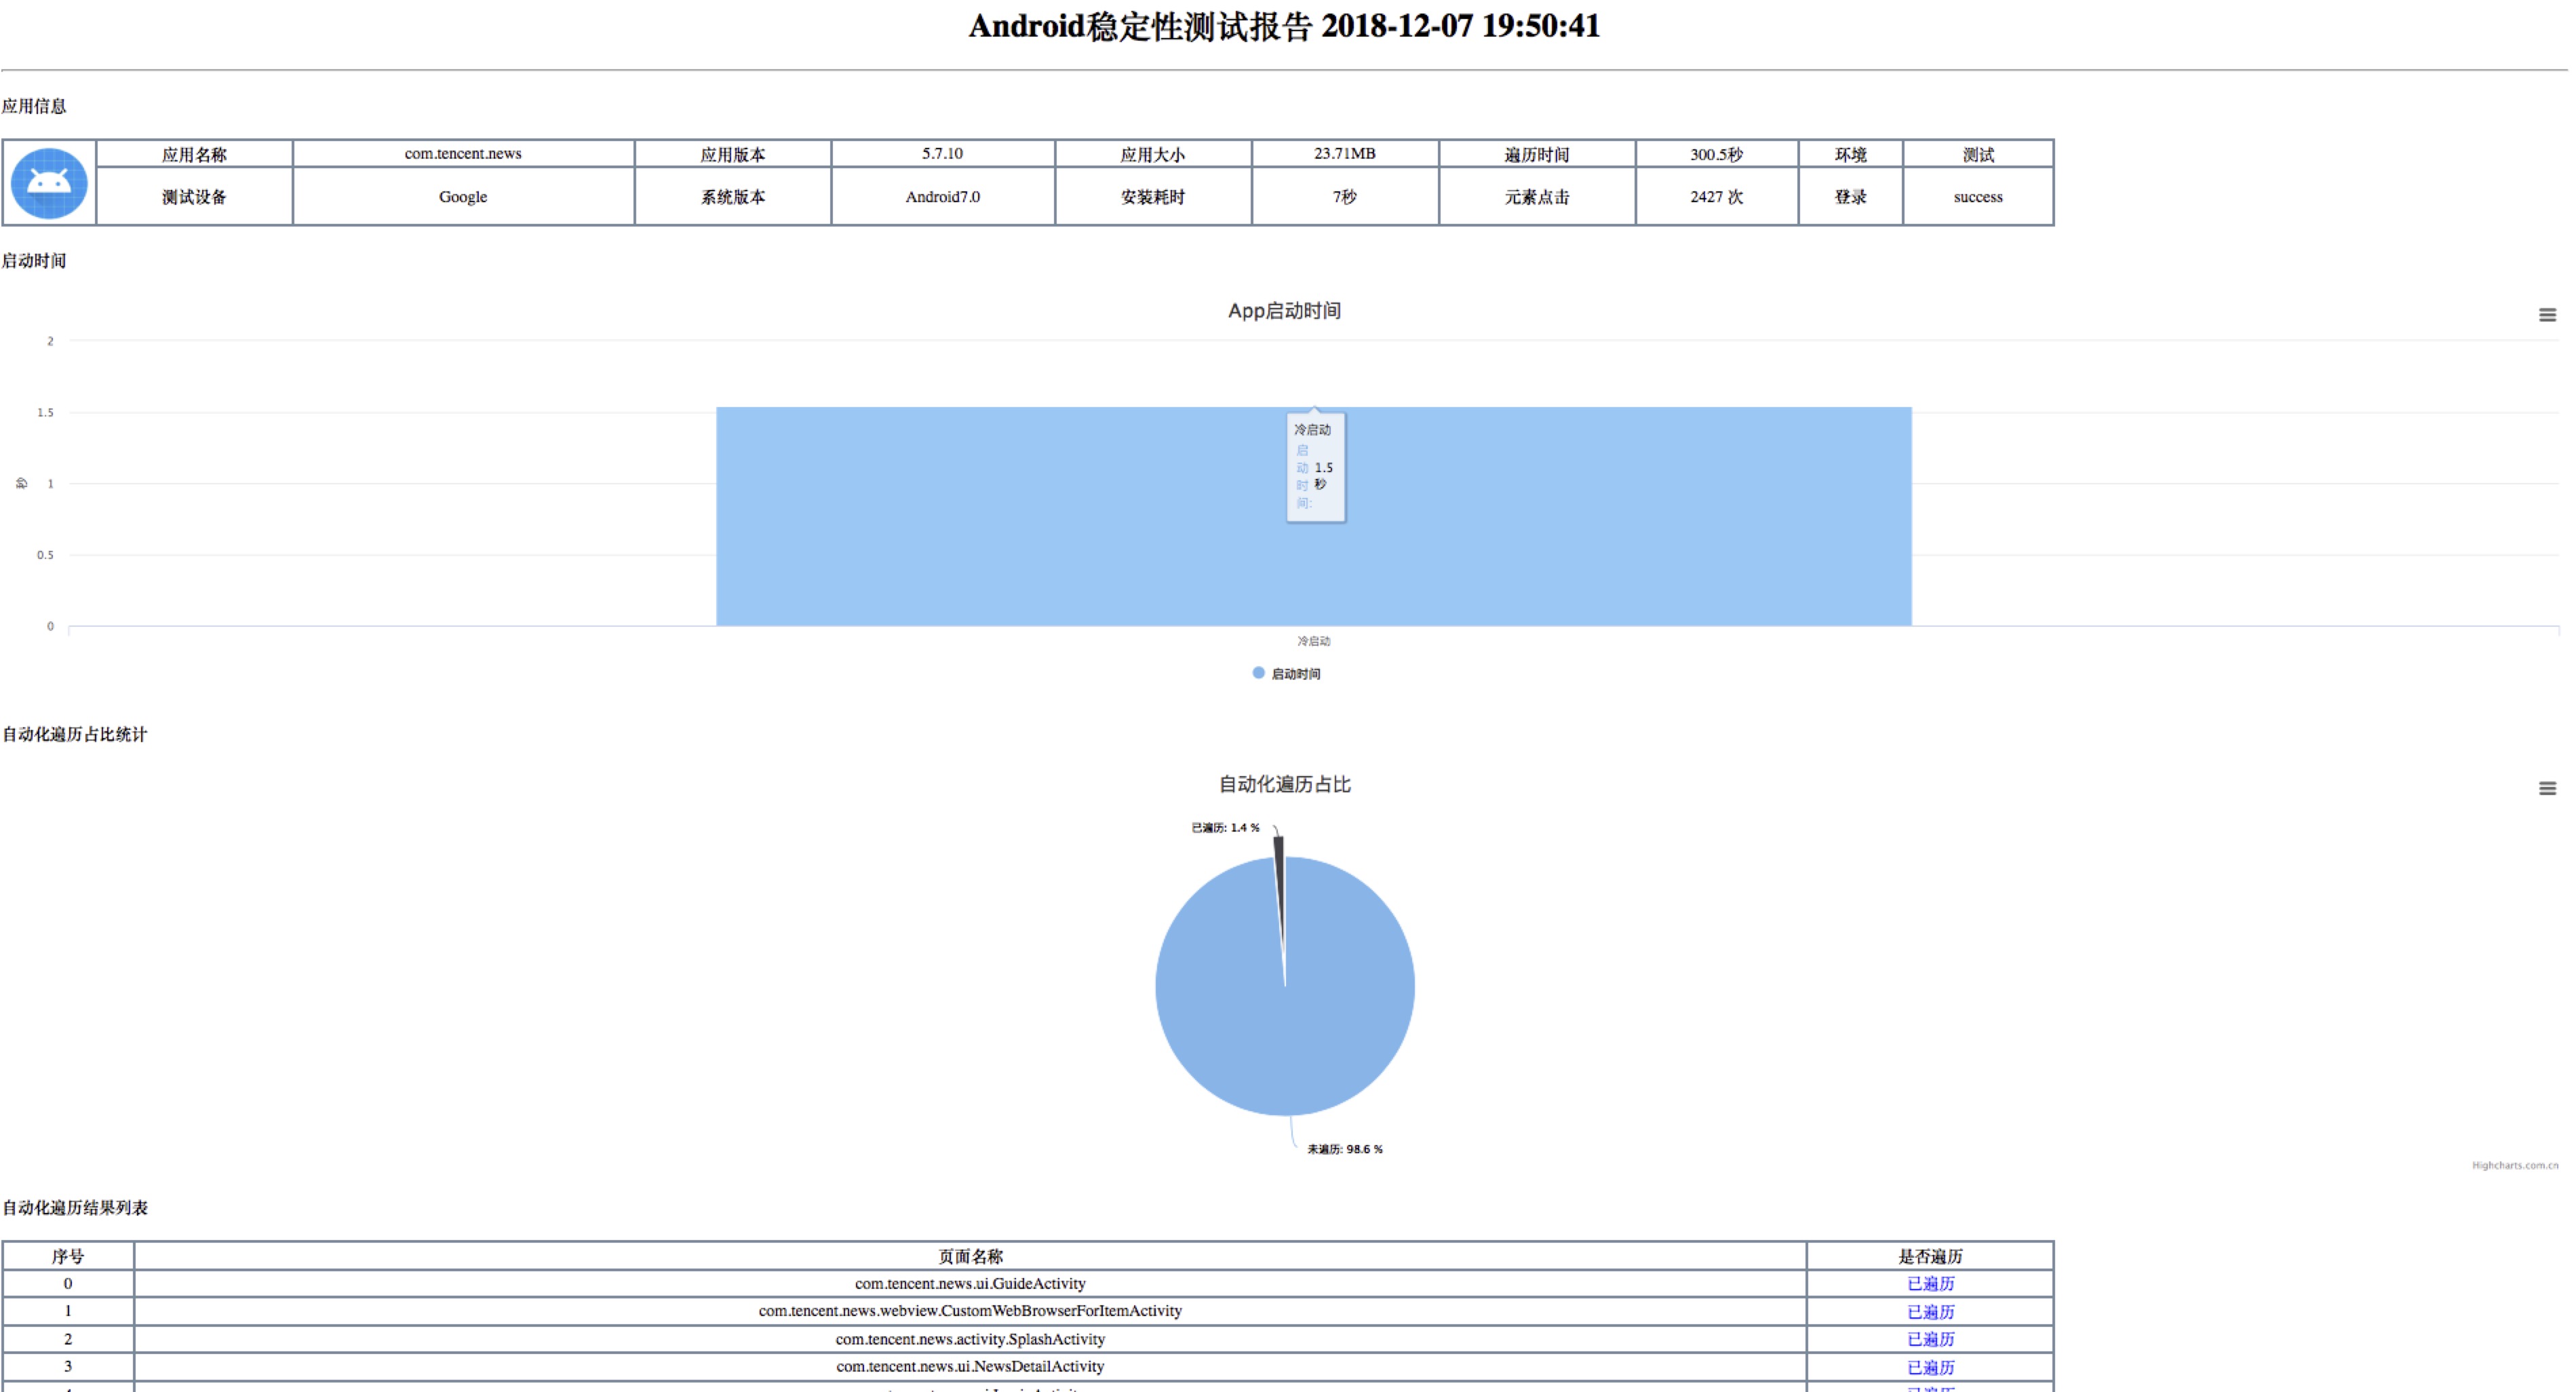 Android稳定性测试报告 2018-12-07 19:50:41
应用信息
应用名称 com.tencent.news 应用版本 5.7.10 应用大小 23.71MB 遍历时间 300.5秒 环境 测试
测试设备 Google 系统版本 Android7.0 安装耗时 7秒 元素点击 2427 次 登录 success
启动时间
App启动时间
2
1.5
1
0.5
0
秒
冷启动
启动时间: 1.5 秒
冷启动
启动时间
自动化遍历占比统计
自动化遍历占比
已遍历: 1.4 %
未遍历: 98.6 %
Highcharts.com.cn
自动化遍历结果列表
序号 页面名称 是否遍历
0 com.tencent.news.ui.GuideActivity 已遍历
1 com.tencent.news.webview.CustomWebBrowserForItemActivity 已遍历
2 com.tencent.news.activity.SplashActivity 已遍历
3 com.tencent.news.ui.NewsDetailActivity 已遍历